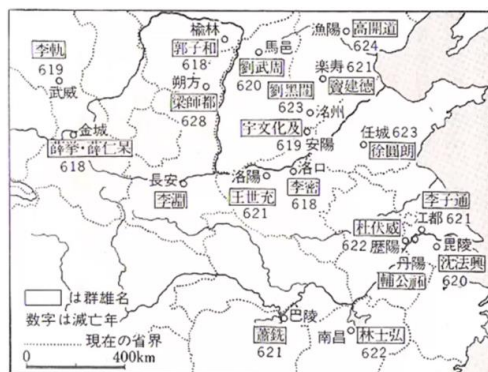 李軌
619
武威
楡林
郭子和
618
朔方
梁師都
628
馬邑
劉武周
620
漁陽
高開道
624
楽寿 621
竇建徳
劉黒闥
623
洺州
宇文化及
619 安陽
任城 623
徐圓朗
金城
薛挙・薛仁杲
618
長安
李淵
洛陽
王世充
621
洛口
李密
618
李子通
江都 621
杜伏威
622 歴陽
丹陽
輔公祏
毘陵
沈法興
620
巴陵
蕭銑
621
南昌
林士弘
622
は群雄名
数字は滅亡年
現在の省界
0 400km